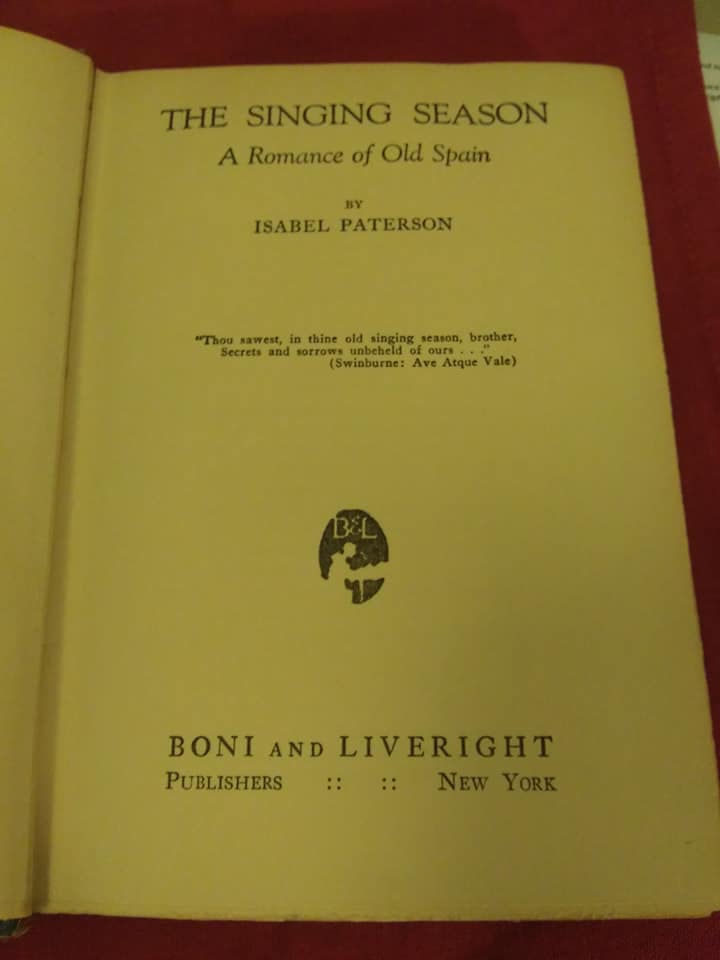 THE SINGING SEASON
A Romance of Old Spain
BY
ISABEL PATERSON
"Thou sawest, in thine old singing season, brother,
Secrets and sorrows unbeheld of ours . . ."
(Swinburne: Ave Atque Vale)
B&L
BONI AND LIVERIGHT
PUBLISHERS :: :: NEW YORK